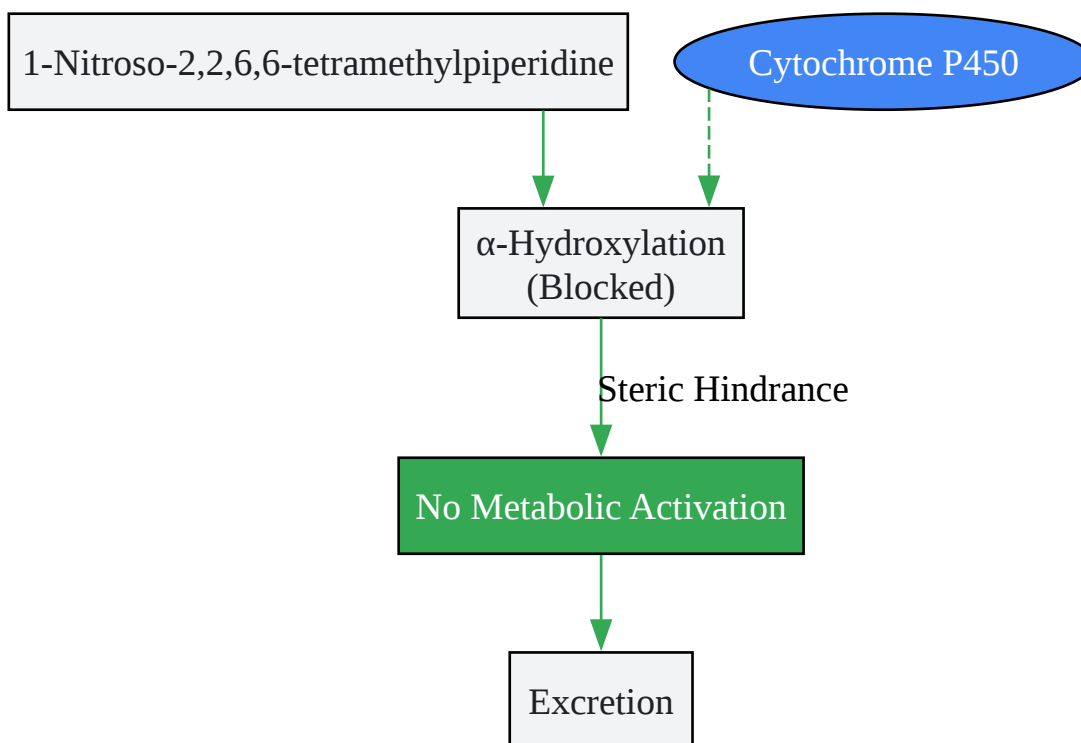 1-Nitroso-2,2,6,6-tetramethylpiperidine
Cytochrome P450
α-Hydroxylation
(Blocked)
Steric Hindrance
No Metabolic Activation
Excretion